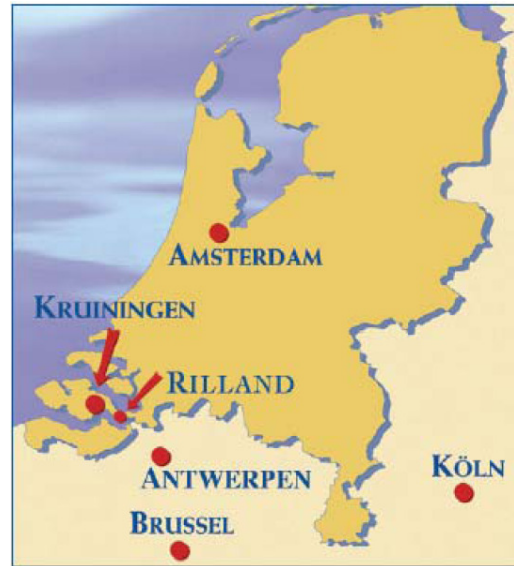 AMSTERDAM
KRUININGEN
RILLAND
ANTWERPEN
KÖLN
BRUSSEL